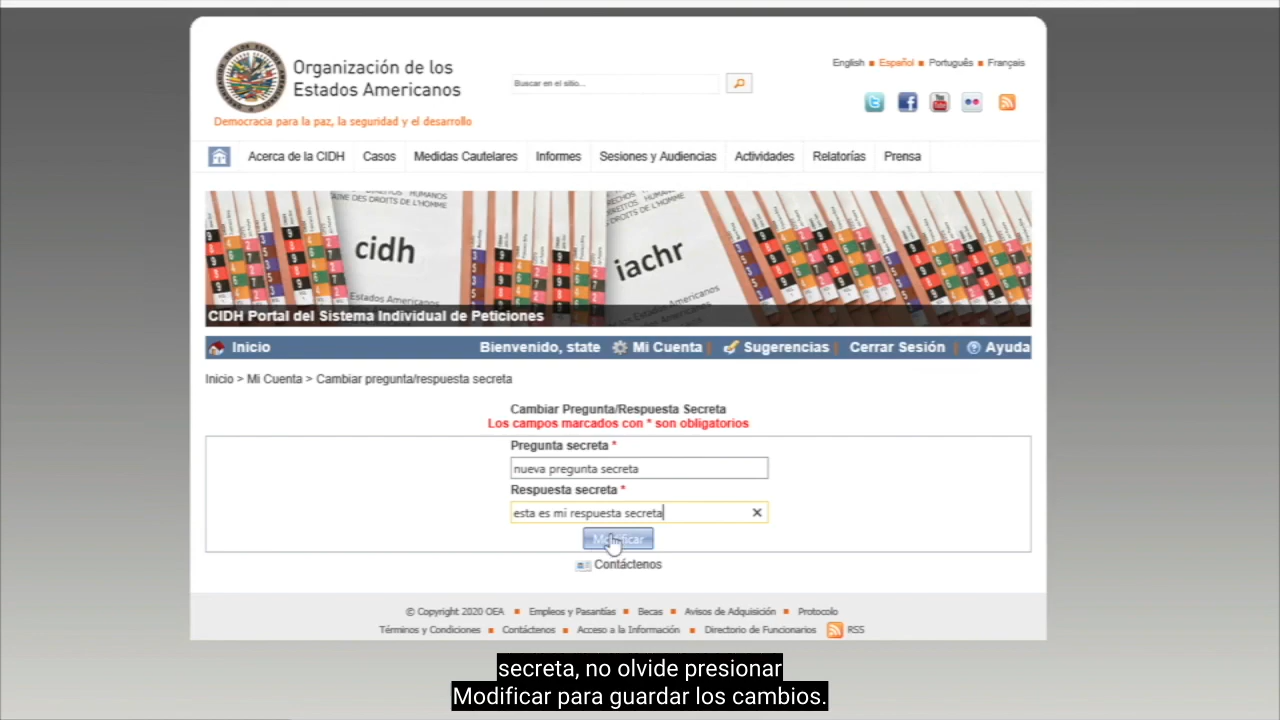 Organización de los
Estados Americanos
Democracia para la paz, la seguridad y el desarrollo
Buscar en el sitio...
English Español Português Français
Acerca de la CIDH Casos Medidas Cautelares Informes Sesiones y Audiencias Actividades Relatorías Prensa
cidh
Estados Americanos
iachr
Americanos
CIDH Portal del Sistema Individual de Peticiones
Inicio Bienvenido, state Mi Cuenta | Sugerencias | Cerrar Sesión | Ayuda
Inicio > Mi Cuenta > Cambiar pregunta/respuesta secreta
Cambiar Pregunta/Respuesta Secreta
Los campos marcados con * son obligatorios
Pregunta secreta *
nueva pregunta secreta
Respuesta secreta *
esta es mi respuesta secreta
Modificar
Contáctenos
© Copyright 2020 OEA Empleos y Pasantías Becas Avisos de Adquisición Protocolo
Términos y Condiciones Contáctenos Acceso a la Información Directorio de Funcionarios RSS
secreta, no olvide presionar
Modificar para guardar los cambios.